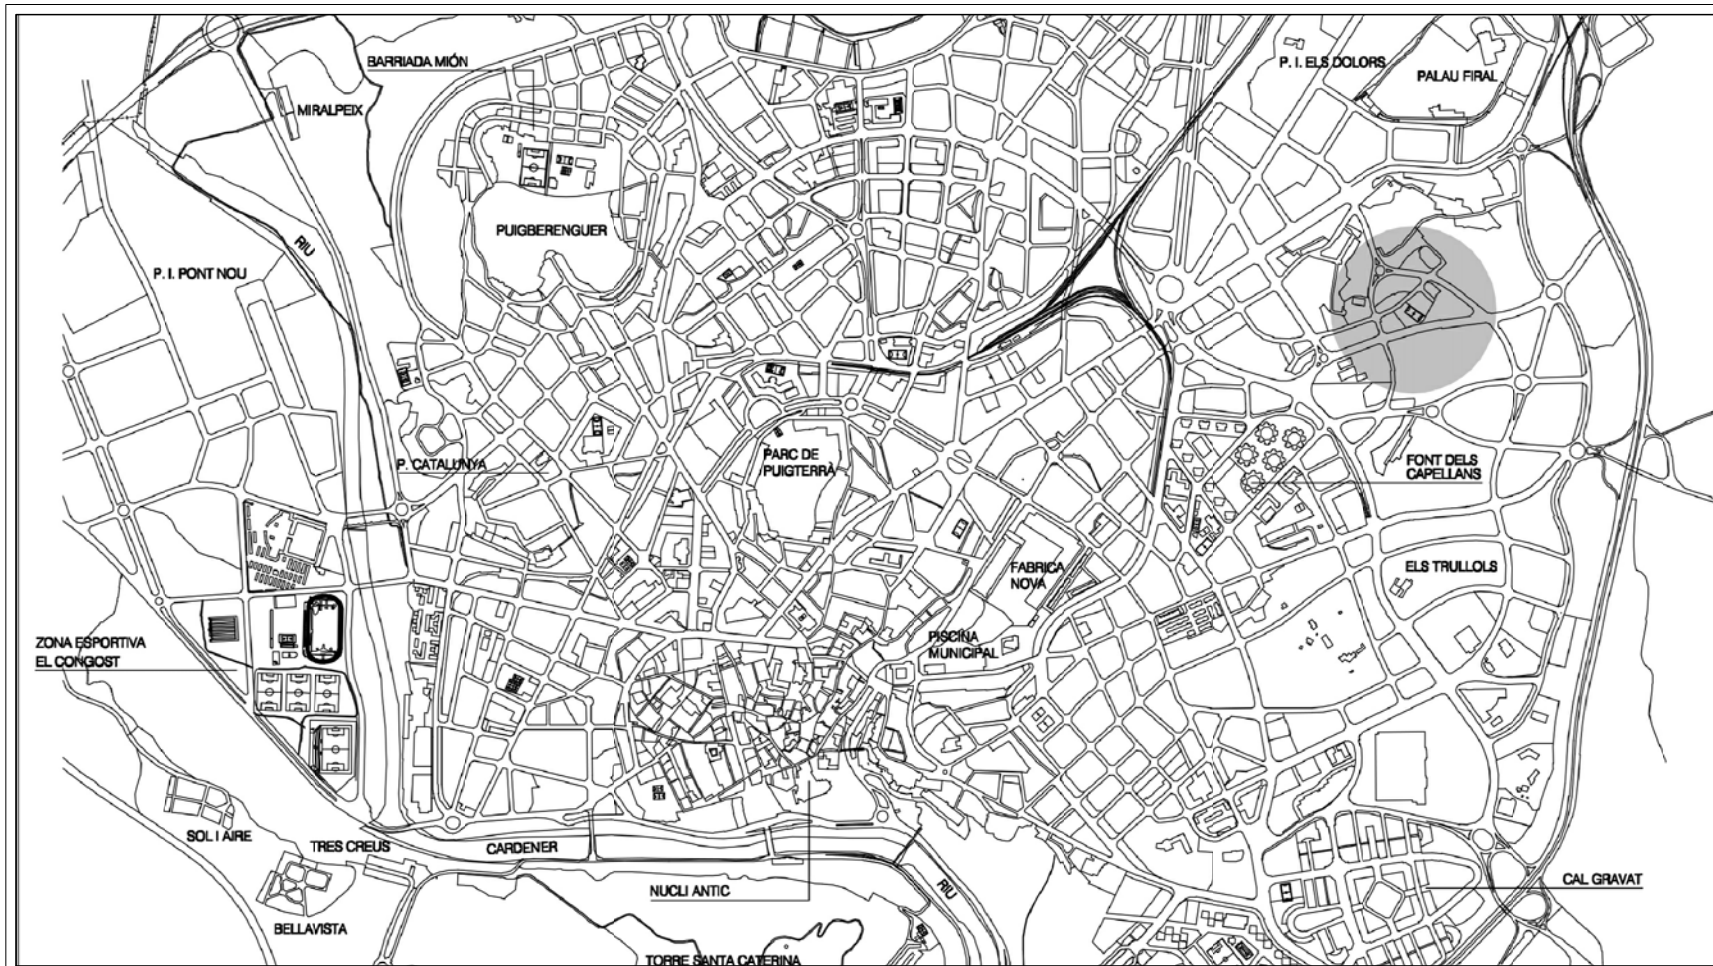 BARRIADA MIÓN
P. I. ELS DOLORS
PALAU FIRAL
MIRALPEIX
PUIGBERENGUER
RIU
P. I. PONT NOU
P. CATALUNYA
PARC DE
PUIGTERRÀ
FONT DELS
CAPELLANS
FABRICA
NOVA
ELS TRULLOLS
ZONA ESPORTIVA
EL CONGOST
PISCINA
MUNICIPAL
SOL I AIRE
TRES CREUS
CARDENER
NUCLI ANTIC
RIU
CAL GRAVAT
BELLAVISTA
TORRE SANTA CATERINA